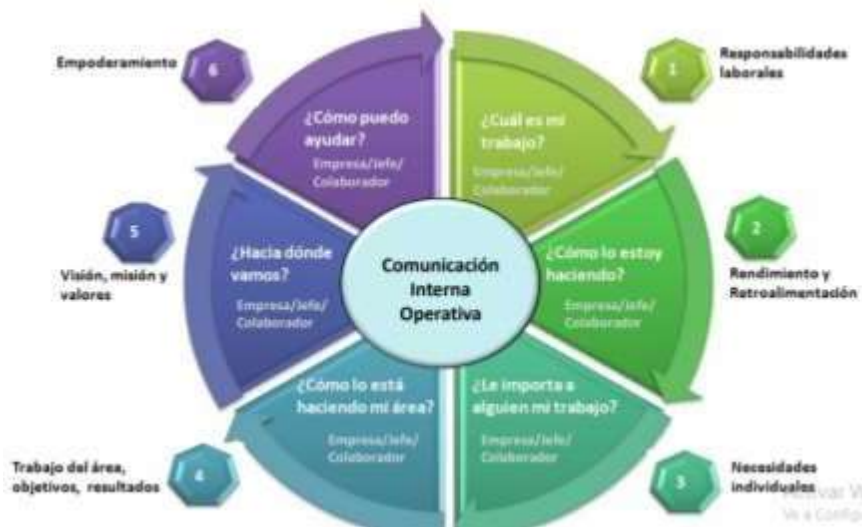 Empoderamiento
6
¿Cómo puedo
ayudar?
Empresa/Jefe/
Colaborador
1
Responsabilidades
laborales
¿Cuál es mi
trabajo?
Empresa/Jefe/
Colaborador
5
Visión, misión y
valores
¿Hacia dónde
vamos?
Empresa/Jefe/
Colaborador
Comunicación
Interna
Operativa
¿Cómo lo estoy
haciendo?
Empresa/Jefe/
Colaborador
2
Rendimiento y
Retroalimentación
¿Cómo lo está
haciendo mi área?
Empresa/Jefe/
Colaborador
4
Trabajo del área,
objetivos, resultados
¿Le importa a
alguien mi trabajo?
Empresa/Jefe/
Colaborador
3
Necesidades
individuales